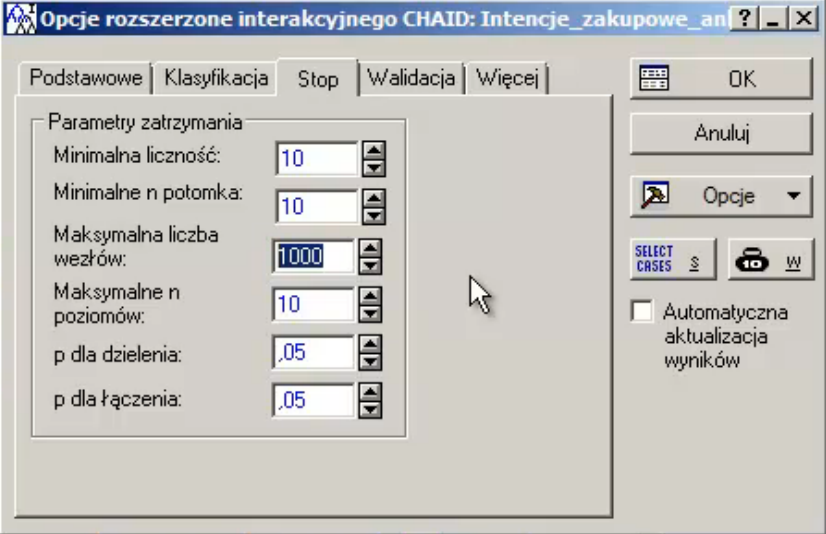 Opcje rozszerzone interakcyjnego CHAID: Intencje_zakupowe_an
Podstawowe Klasyfikacja Stop Walidacja Więcej
Parametry zatrzymania
Minimalna liczność: 10
Minimalne n potomka: 10
Maksymalna liczba
wezłów: 1000
Maksymalne n
poziomów: 10
p dla dzielenia: ,05
p dla łączenia: ,05
OK
Anuluj
Opcje
SELECT
CASES S
W
Automatyczna
aktualizacja
wyników